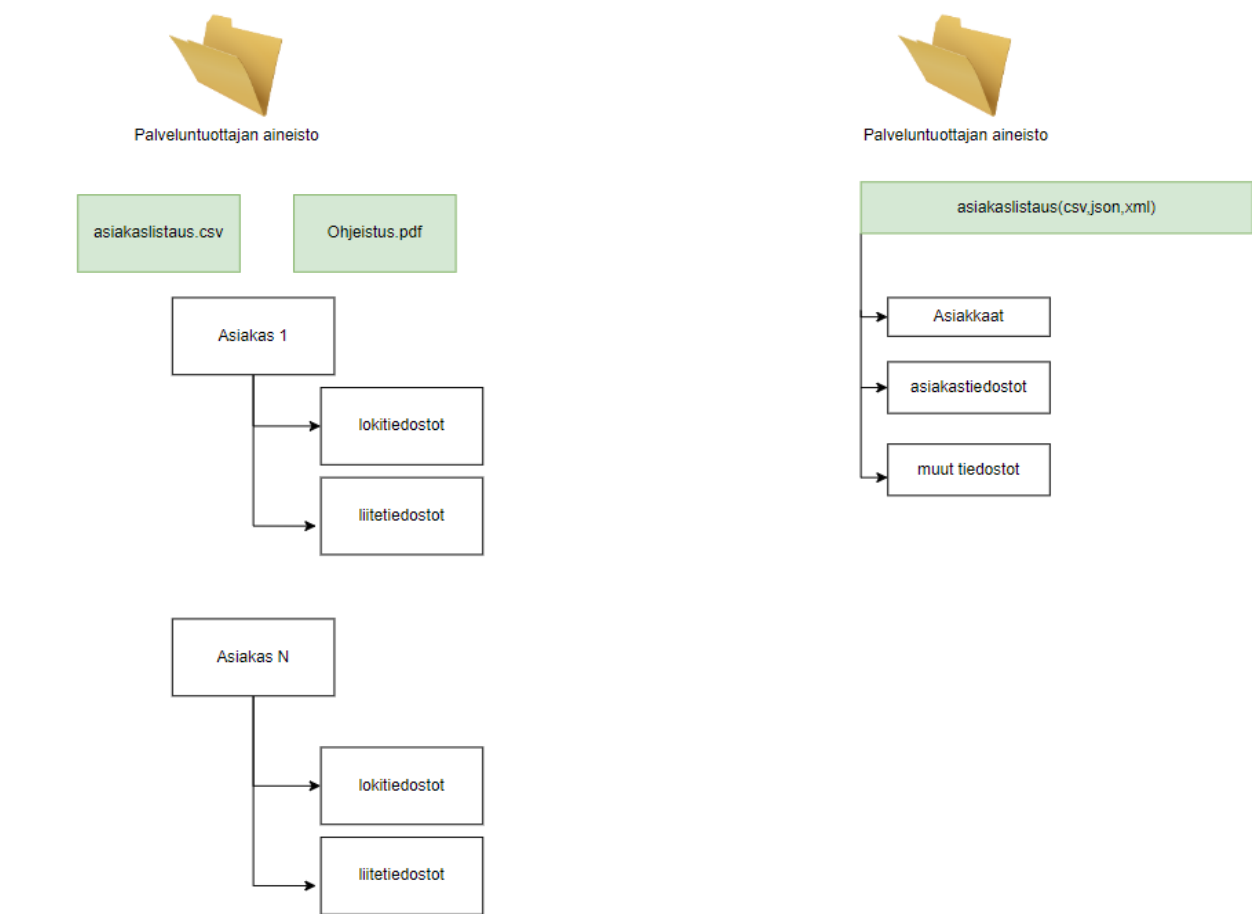 Palveluntuottajan aineisto
asiakaslistaus.csv
Ohjeistus.pdf
Asiakas 1
lokitiedostot
liitetiedostot
Asiakas N
lokitiedostot
liitetiedostot
Palveluntuottajan aineisto
asiakaslistaus(csv,json,xml)
Asiakkaat
asiakastiedostot
muut tiedostot